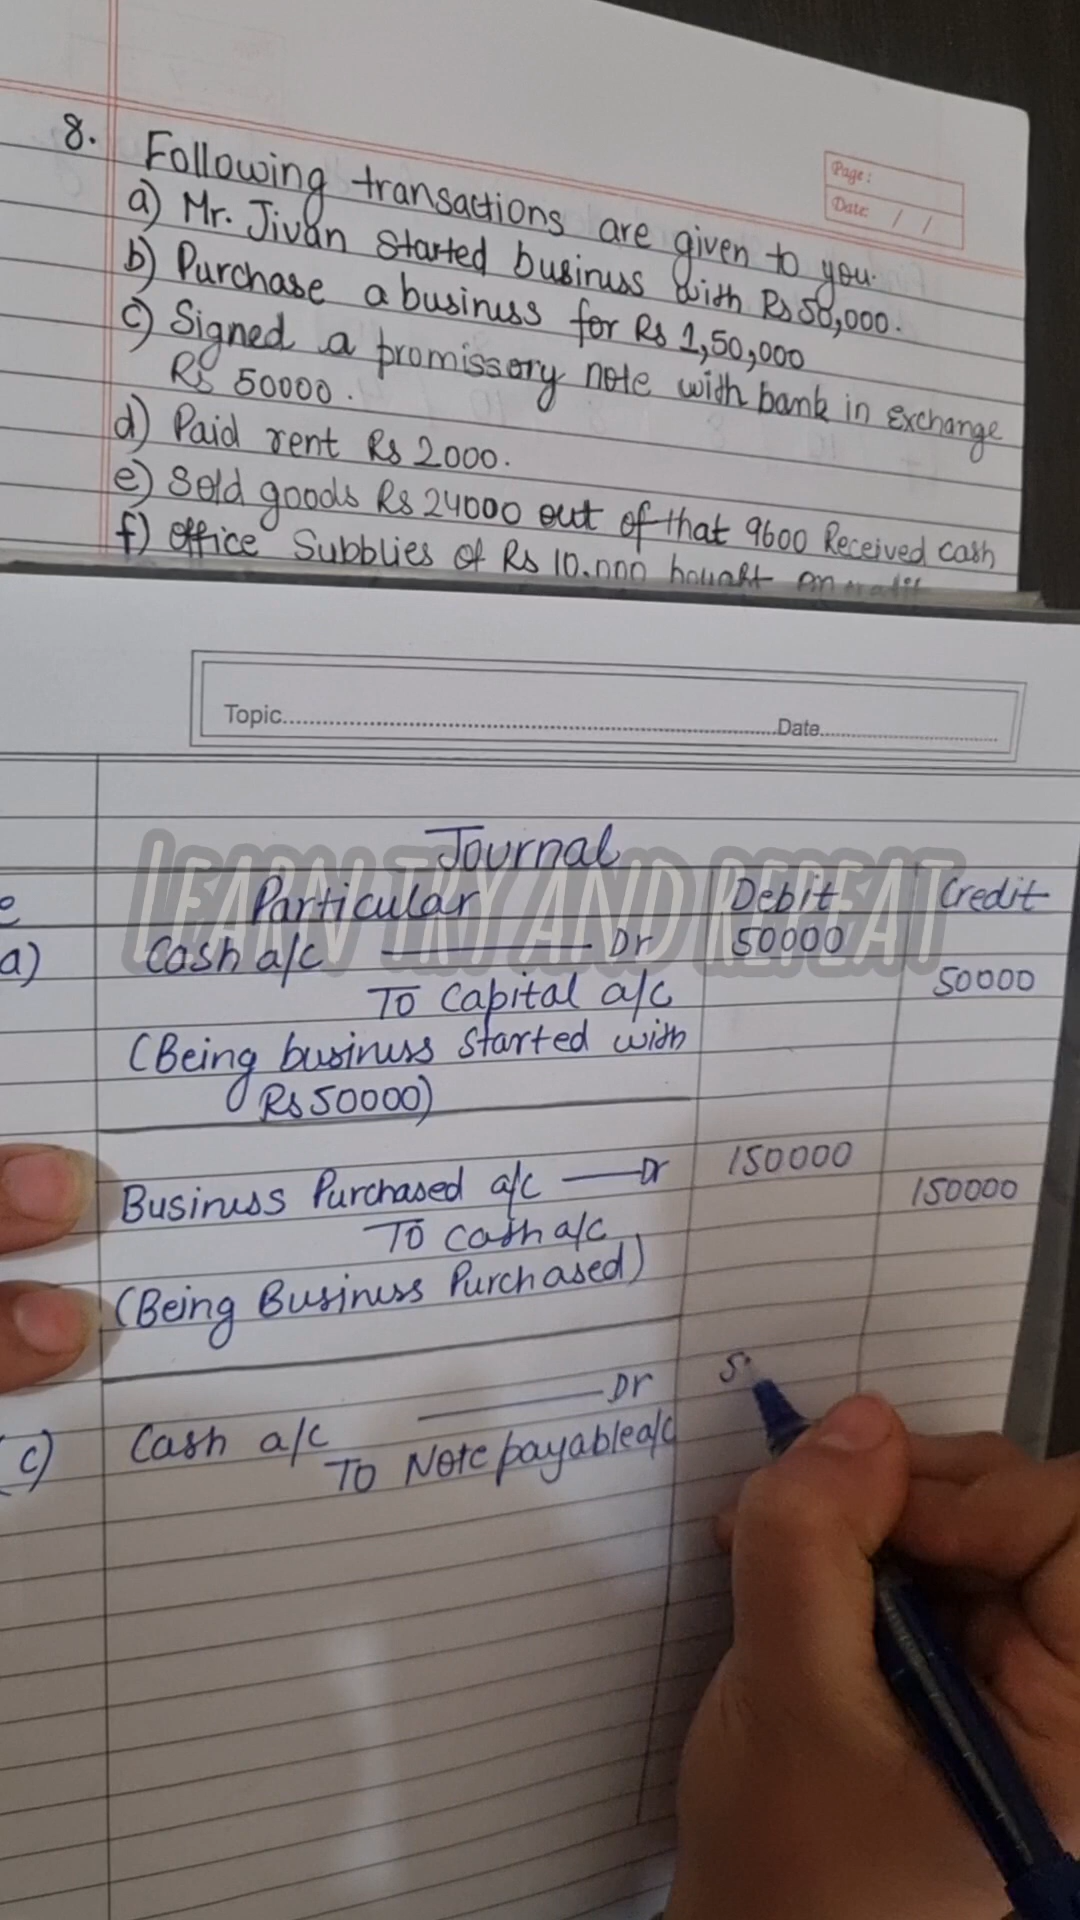 8. Following transactions are given to you.
Page:
Date / /
a) Mr. Jivan started business with Rs 50,000.
b) Purchase a business for Rs 1,50,000
c) Signed a promissory note with bank in exchange
Rs 50000.
d) Paid rent Rs 2000.
e) Sold goods Rs 24000 out of that 9600 Received cash
f) Office Subblies of Rs 10,000 bought on credit
Topic..........Date..........
Journal
LEARN TRY AND REPEAT
e Particular Debit Credit
a) Cash a/c ——— Dr 50000
To Capital a/c 50000
(Being business started with
Rs 50000)
Business Purchased a/c — Dr 150000
To Cash a/c 150000
(Being Business Purchased)
(c) Cash a/c ——— Dr 5
To Note payable a/c